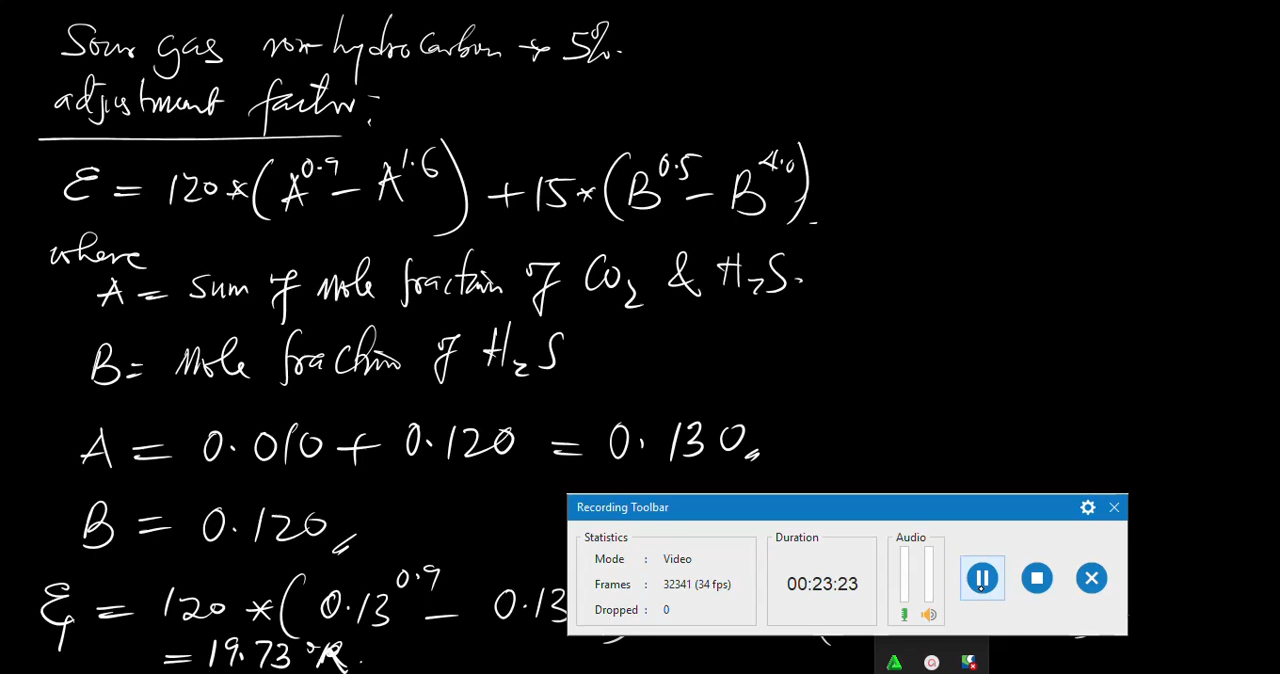 Sour gas non-hydrocarbon → 5%.
adjustment factor:
ε = 120*(A^0.9 − A^1.6) + 15*(B^0.5 − B^4.0)
where
A = sum of mole fraction of CO2 & H2S.
B = mole fraction of H2S
A = 0.010 + 0.120 = 0.130
B = 0.120
ε = 120 *(0.13^0.9 − 0.13
= 19.73 °R.
Recording Toolbar
Statistics
Mode : Video
Frames : 32341 (34 fps)
Dropped : 0
Duration
00:23:23
Audio